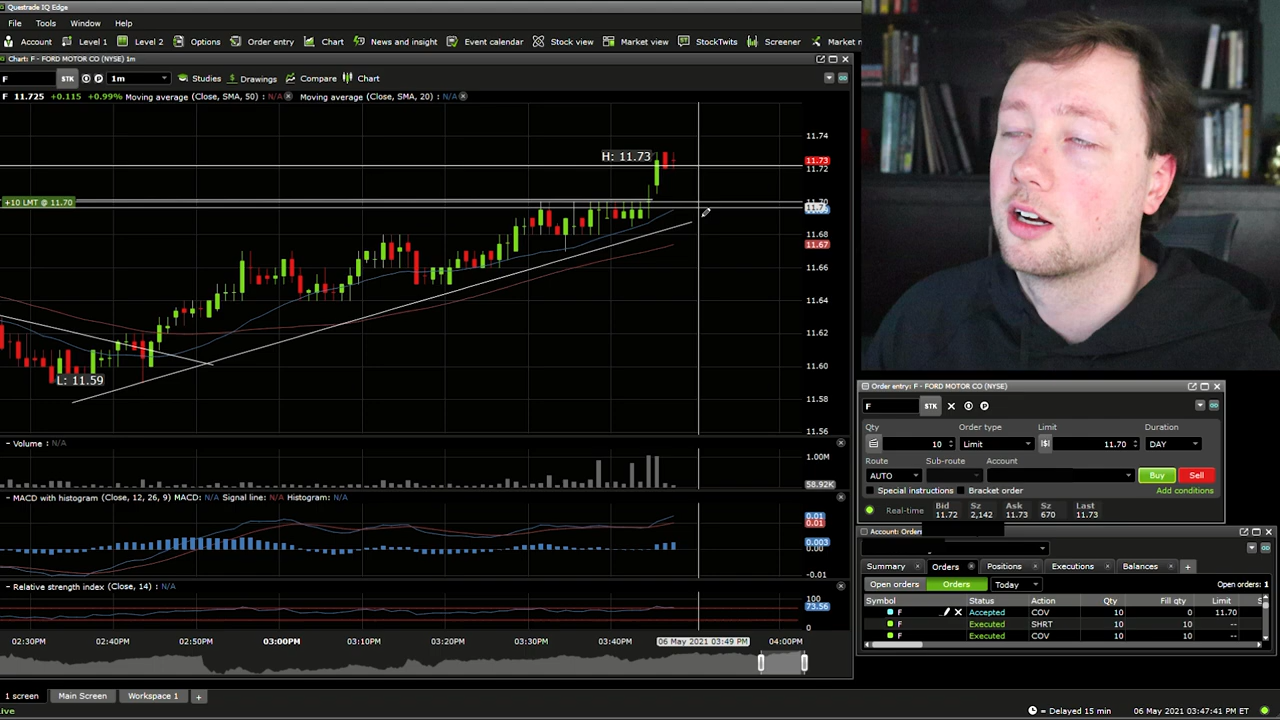 Questrade IQ Edge
File Tools Window Help
Account Level 1 Level 2 Options Order entry Chart News and insight Event calendar Stock view Market view StockTwits Screener Market m
Chart: F - FORD MOTOR CO (NYSE) 1m
F STK 1m Studies Drawings Compare Chart
F 11.725 +0.115 +0.99% Moving average (Close, SMA, 50) : N/A Moving average (Close, SMA, 20) : N/A
11.74
H: 11.73
11.73
11.72
+10 LMT @ 11.70
11.70
11.71
11.68
11.67
11.66
11.64
11.62
11.60
L: 11.59
11.58
11.56
Volume : N/A
1.00M
58.92K
MACD with histogram (Close, 12, 26, 9) MACD: N/A Signal line: N/A Histogram: N/A
0.01
0.01
0.003
0.00
-0.01
Relative strength index (Close, 14) : N/A
100
73.56
0
02:30PM 02:40PM 02:50PM 03:00PM 03:10PM 03:20PM 03:30PM 03:40PM 06 May 2021 03:49 PM 04:00PM
1 screen Main Screen Workspace 1 +
ive
Order entry: F - FORD MOTOR CO (NYSE)
F STK
Qty Order type Limit Duration
10 Limit 11.70 DAY
Route Sub-route Account
AUTO Buy Sell
Special instructions Bracket order Add conditions
Real-time Bid Sz Ask Sz Last
11.72 2,142 11.73 670 11.73
Account: Orders
Summary Orders Positions Executions Balances +
Open orders Orders Today Open orders: 1
Symbol Status Action Qty Fill qty Limit S
F Accepted COV 10 0 11.70
F Executed SHRT 10 10 --
F Executed COV 10 10 --
= Delayed 15 min 06 May 2021 03:47:41 PM ET